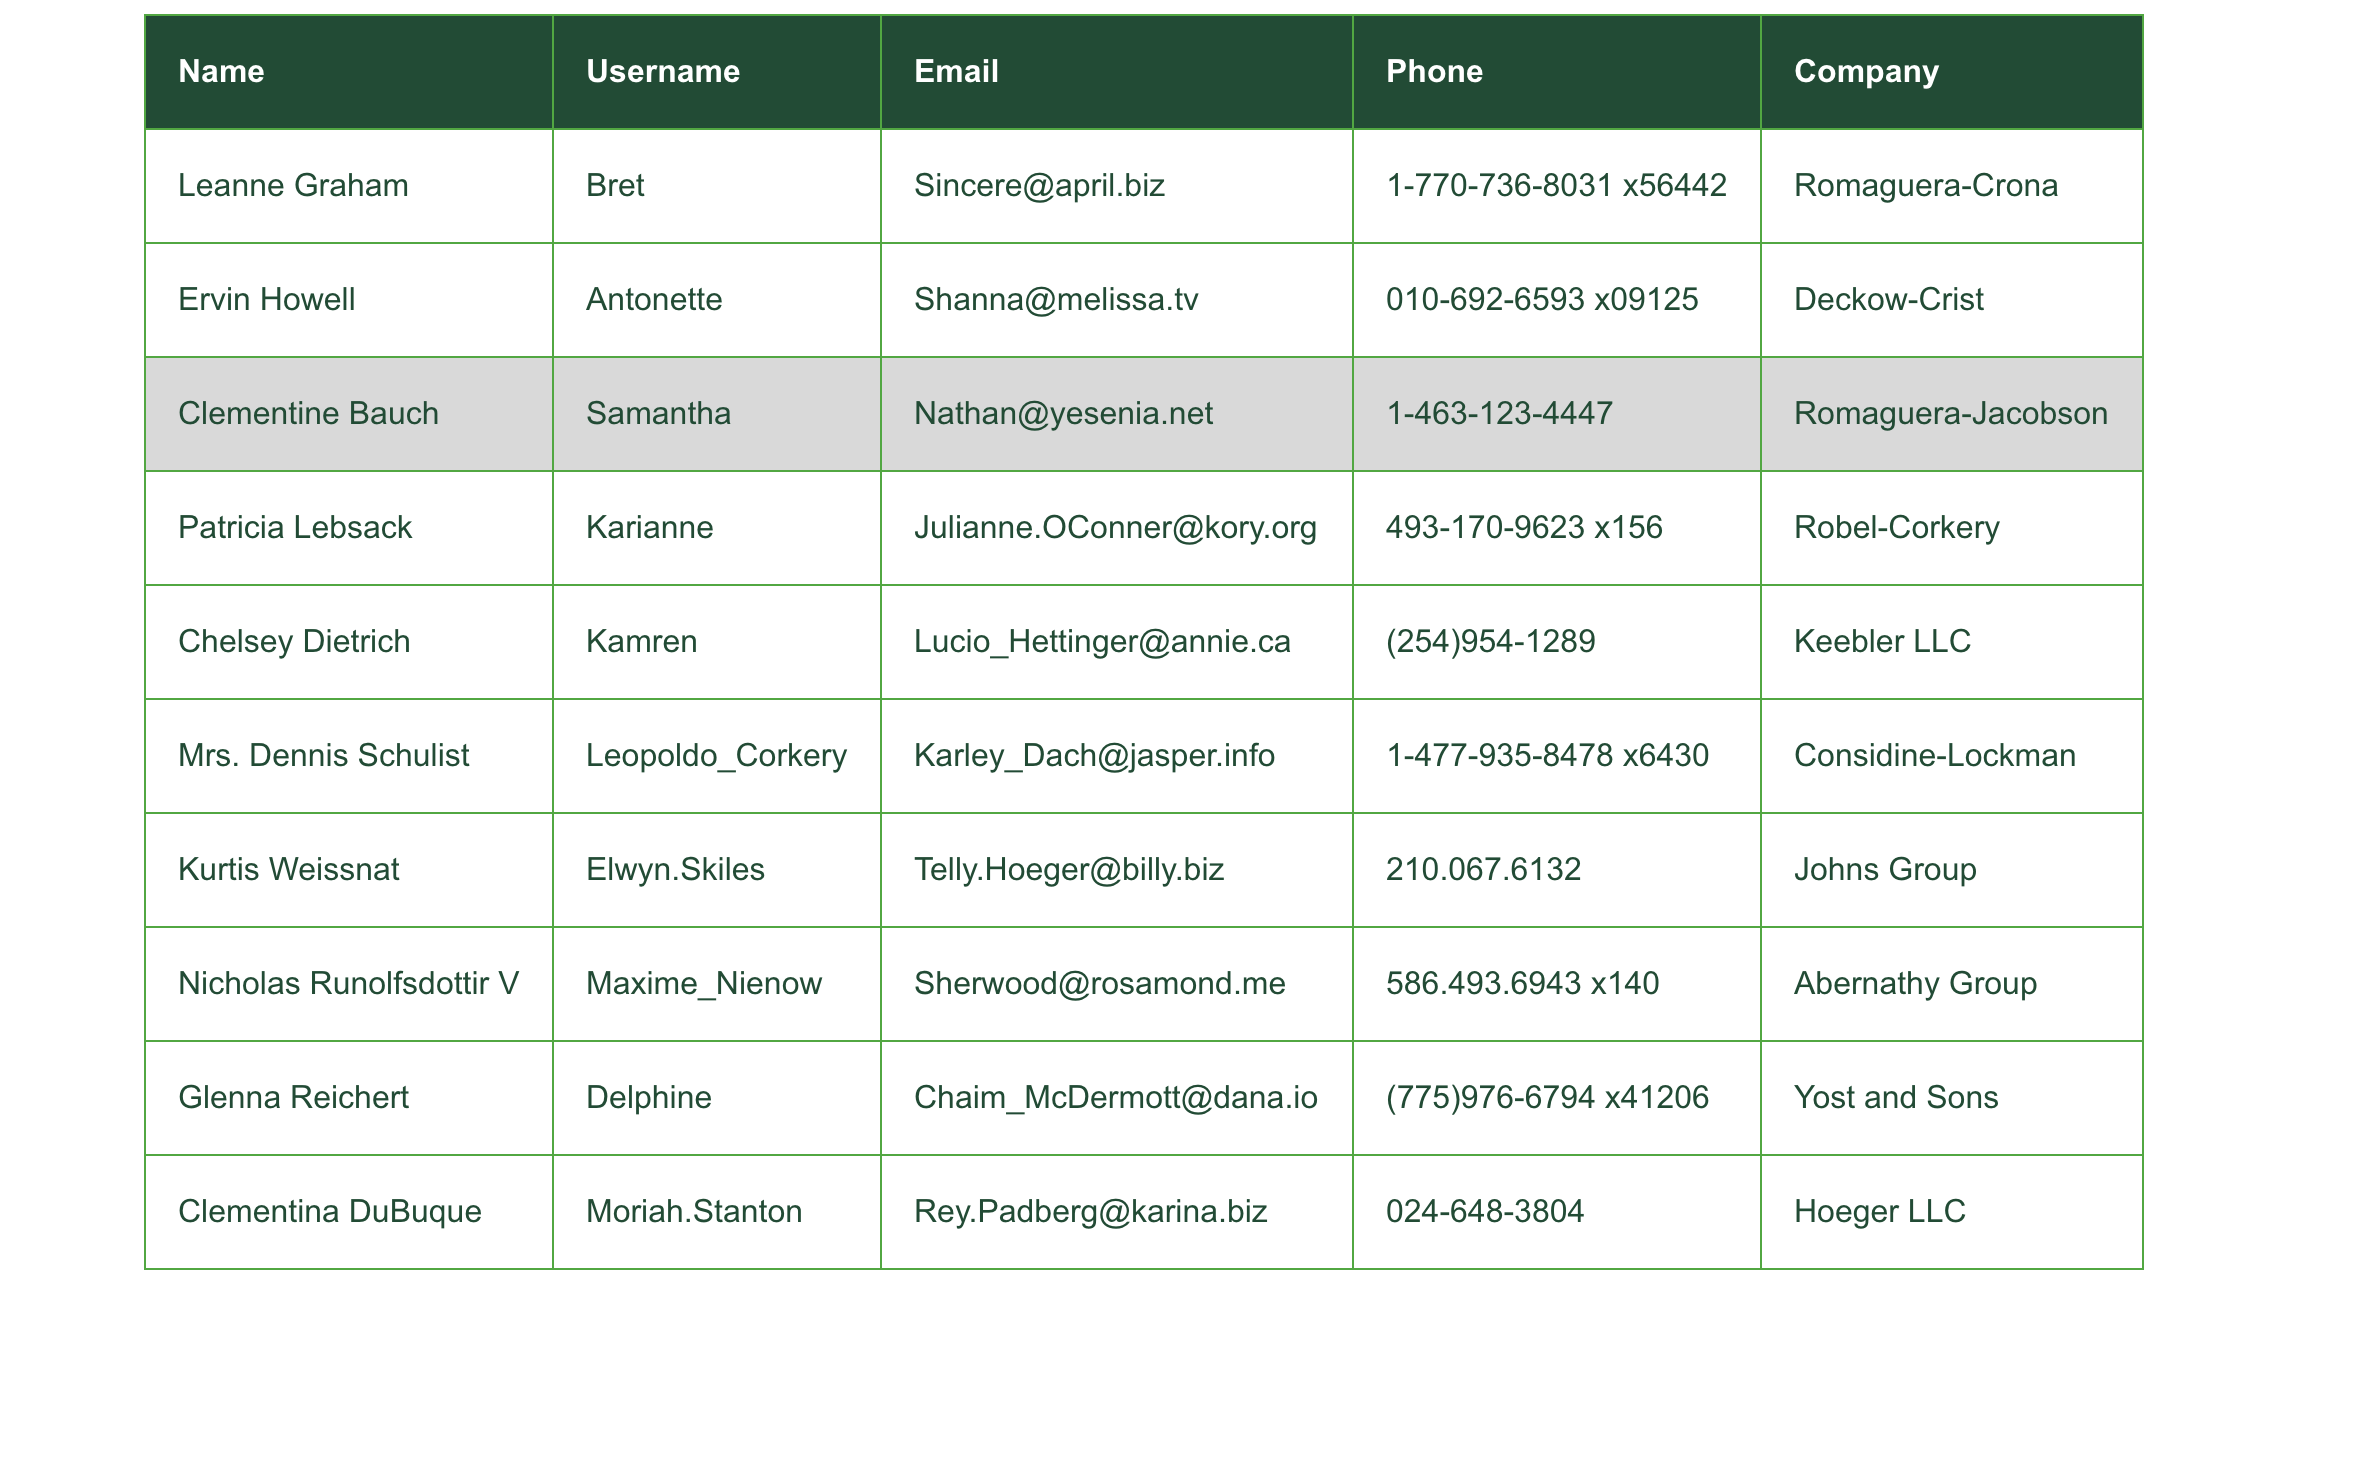 Name Username Email Phone Company
Leanne Graham Bret Sincere@april.biz 1-770-736-8031 x56442 Romaguera-Crona
Ervin Howell Antonette Shanna@melissa.tv 010-692-6593 x09125 Deckow-Crist
Clementine Bauch Samantha Nathan@yesenia.net 1-463-123-4447 Romaguera-Jacobson
Patricia Lebsack Karianne Julianne.OConner@kory.org 493-170-9623 x156 Robel-Corkery
Chelsey Dietrich Kamren Lucio_Hettinger@annie.ca (254)954-1289 Keebler LLC
Mrs. Dennis Schulist Leopoldo_Corkery Karley_Dach@jasper.info 1-477-935-8478 x6430 Considine-Lockman
Kurtis Weissnat Elwyn.Skiles Telly.Hoeger@billy.biz 210.067.6132 Johns Group
Nicholas Runolfsdottir V Maxime_Nienow Sherwood@rosamond.me 586.493.6943 x140 Abernathy Group
Glenna Reichert Delphine Chaim_McDermott@dana.io (775)976-6794 x41206 Yost and Sons
Clementina DuBuque Moriah.Stanton Rey.Padberg@karina.biz 024-648-3804 Hoeger LLC